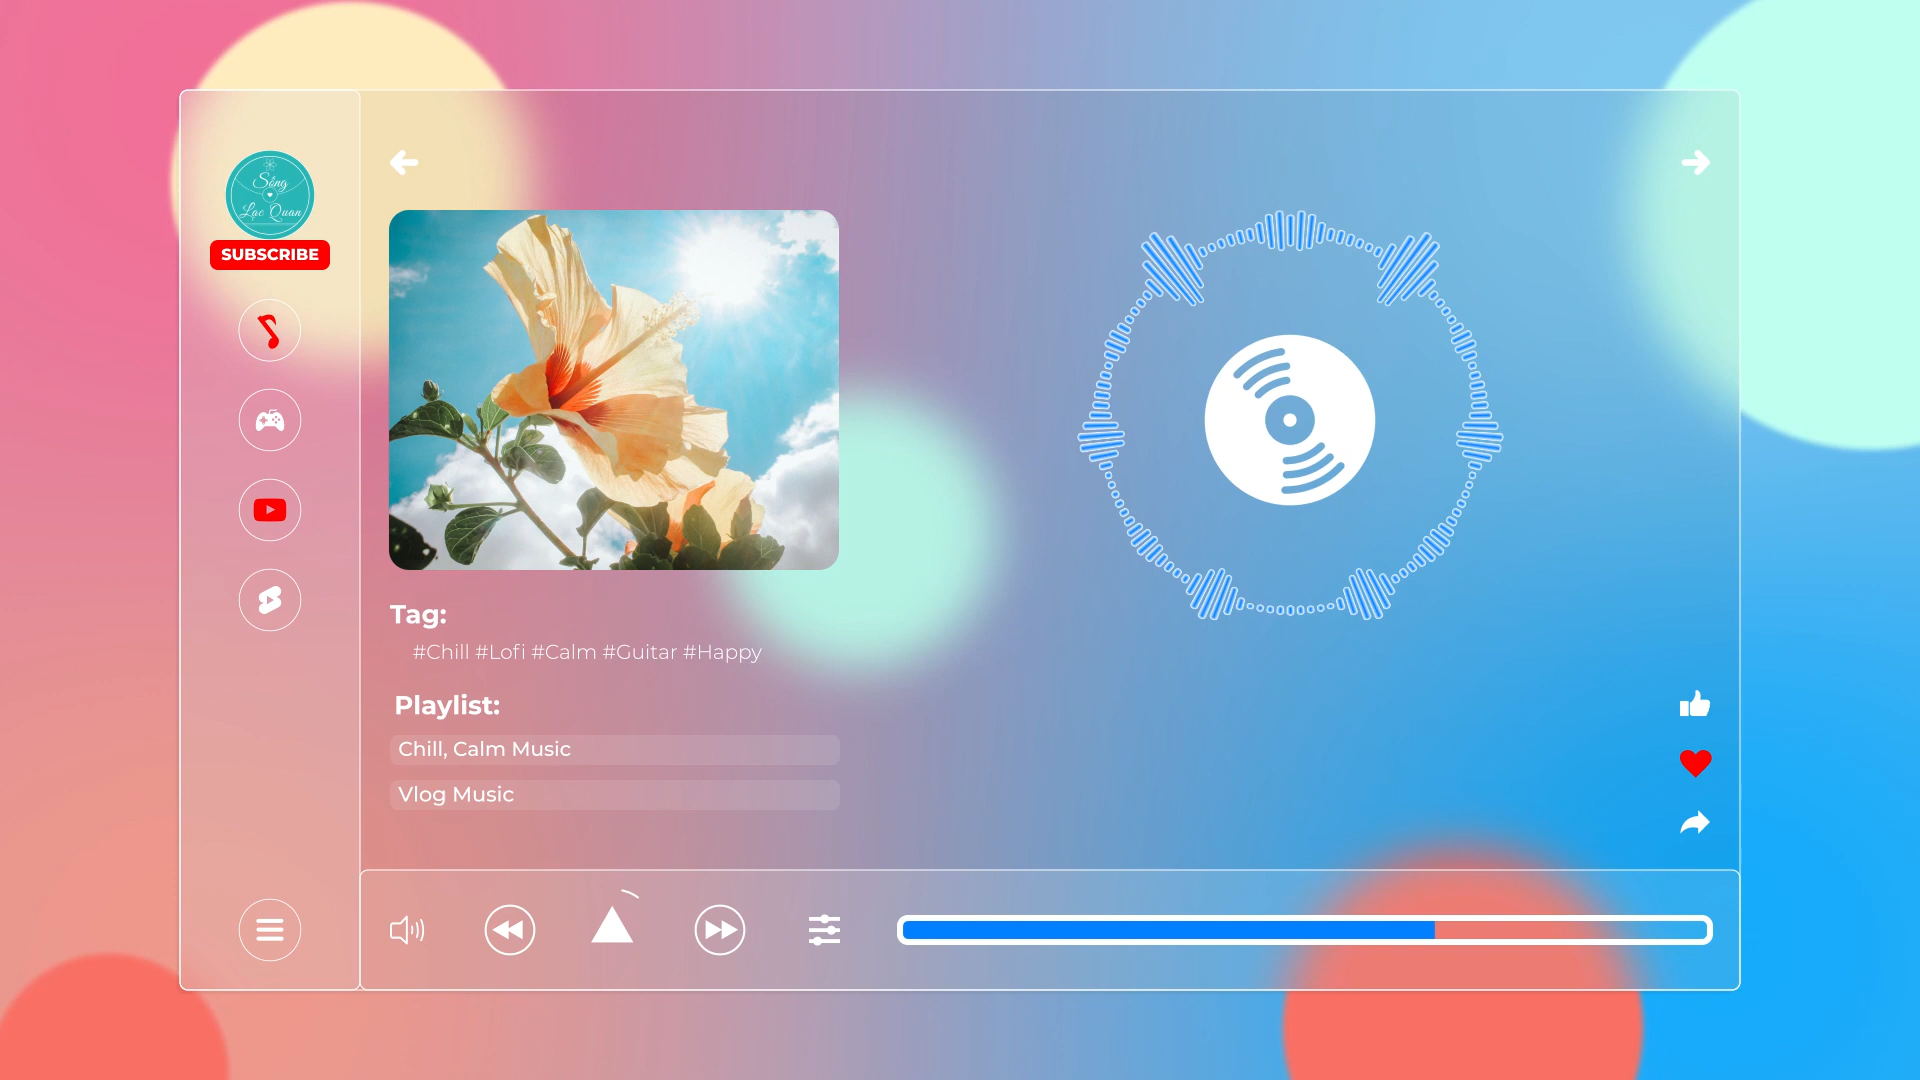 Sống
Lạc Quan
SUBSCRIBE
Tag:
#Chill #Lofi #Calm #Guitar #Happy
Playlist:
Chill, Calm Music
Vlog Music